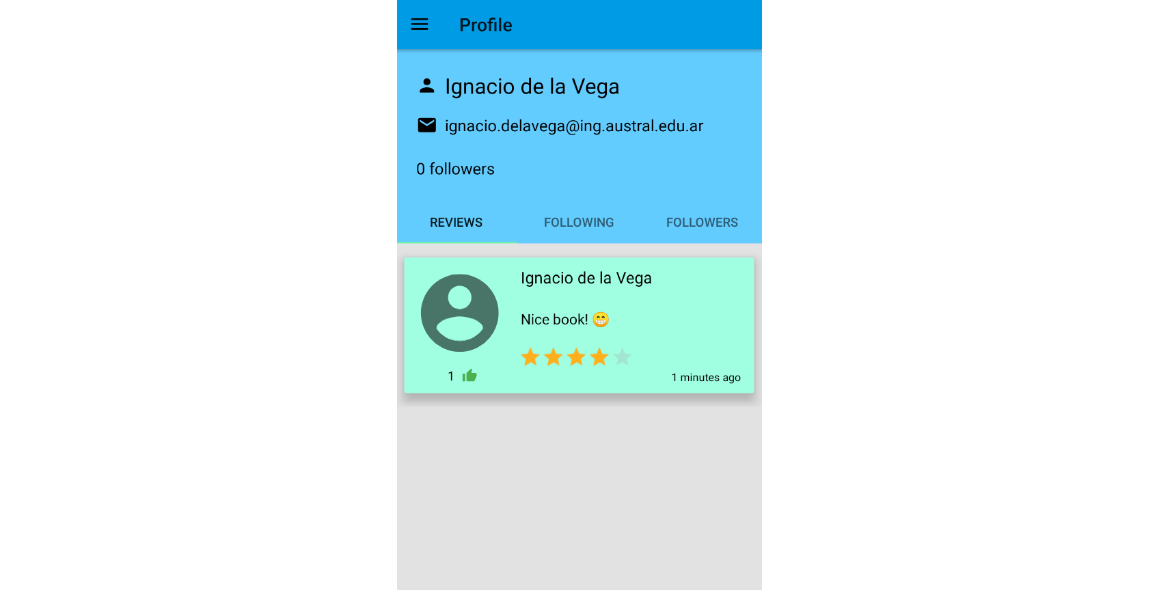 Profile
Ignacio de la Vega
ignacio.delavega@ing.austral.edu.ar
0 followers
REVIEWS FOLLOWING FOLLOWERS
Ignacio de la Vega
Nice book! 😁
1
1 minutes ago